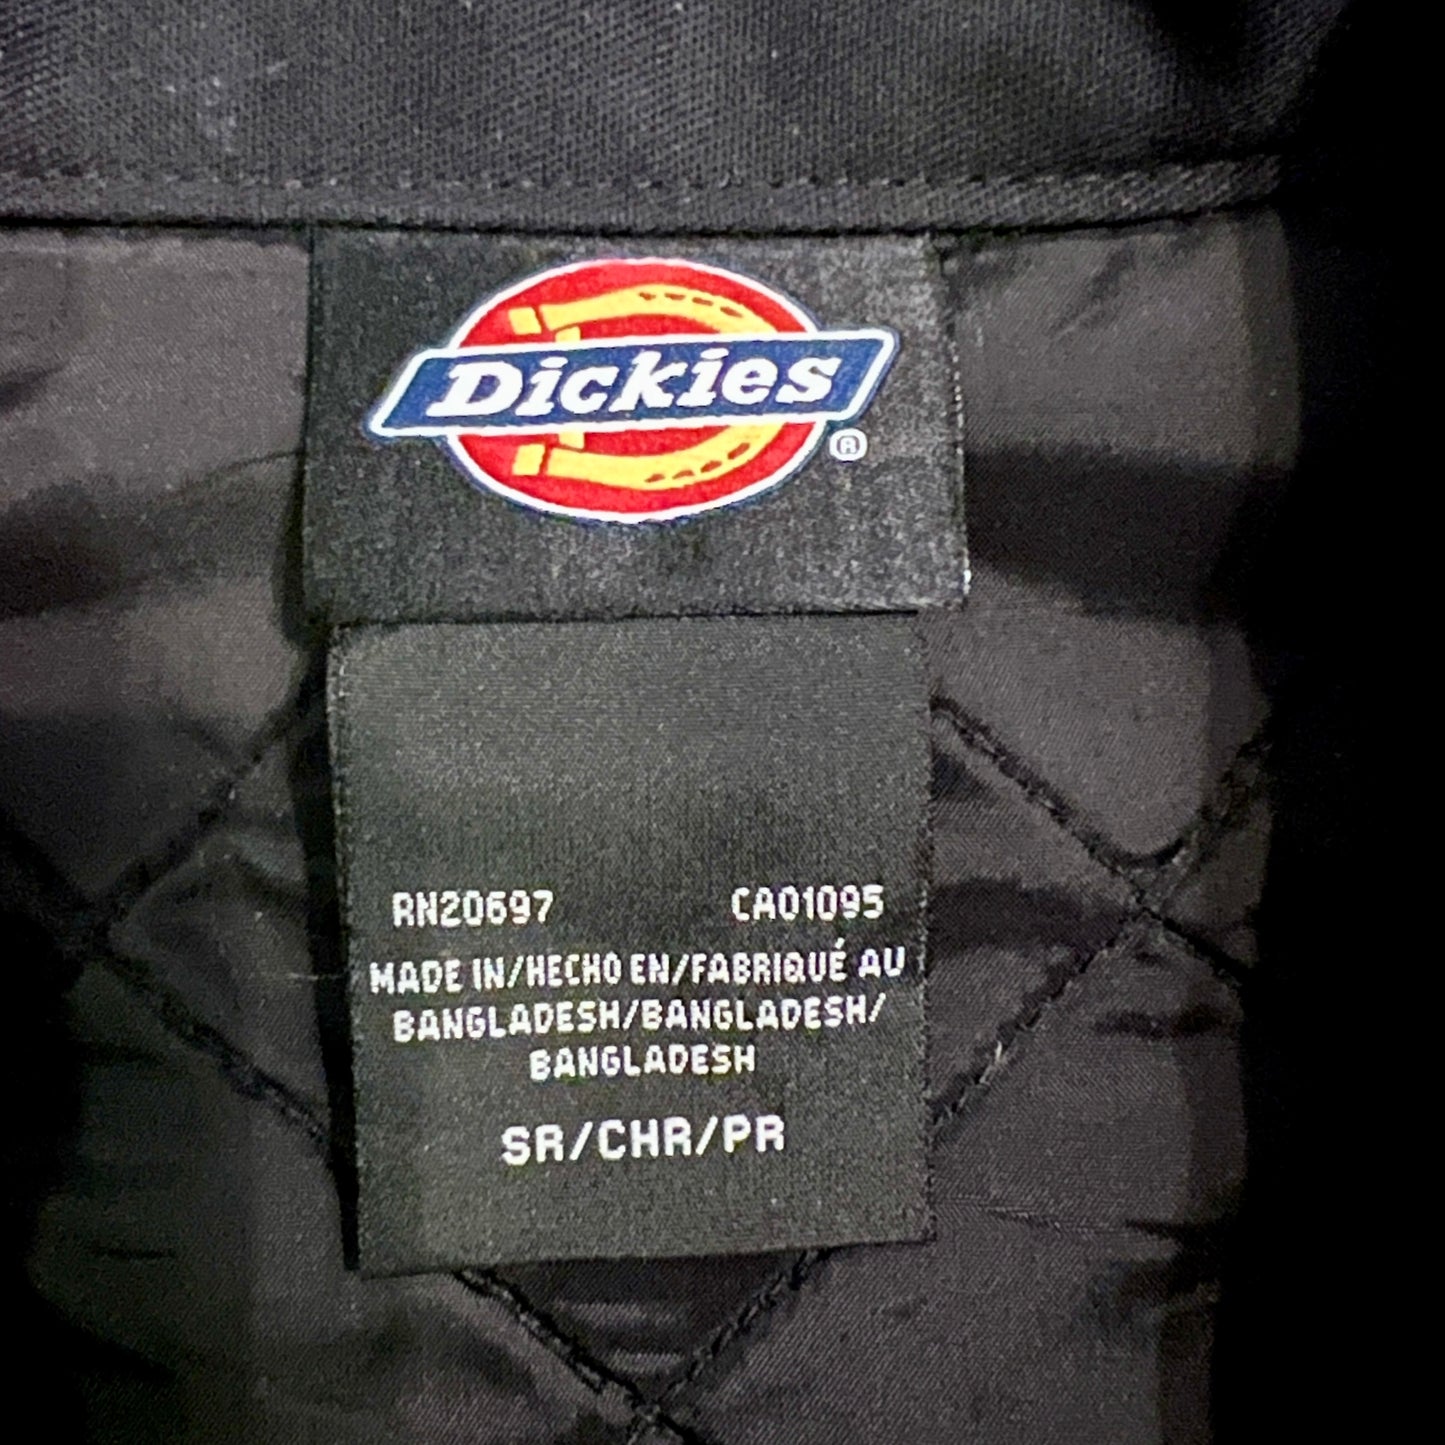 Dickies®
RN20697 CA01095
MADE IN/HECHO EN/FABRIQUÉ AU
BANGLADESH/BANGLADESH/
BANGLADESH
SR/CHR/PR